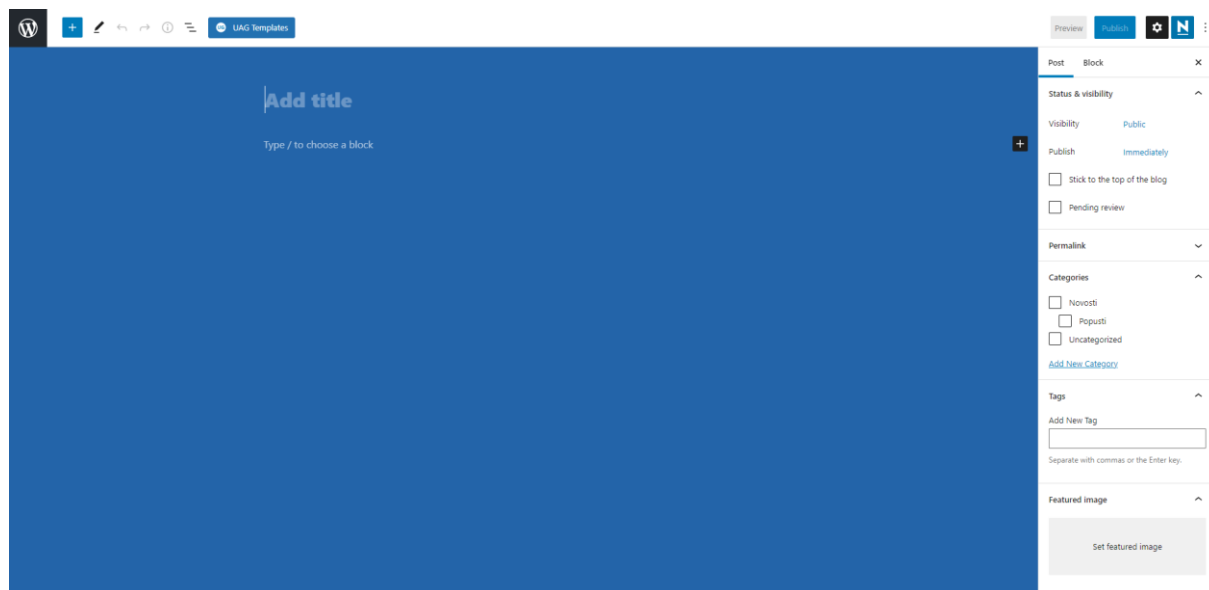 UAG Templates
Preview
Publish
Post Block
Add title
Type / to choose a block
Status & visibility
Visibility Public
Publish Immediately
Stick to the top of the blog
Pending review
Permalink
Categories
Novosti
Popusti
Uncategorized
Add New Category
Tags
Add New Tag
Separate with commas or the Enter key.
Featured image
Set featured image